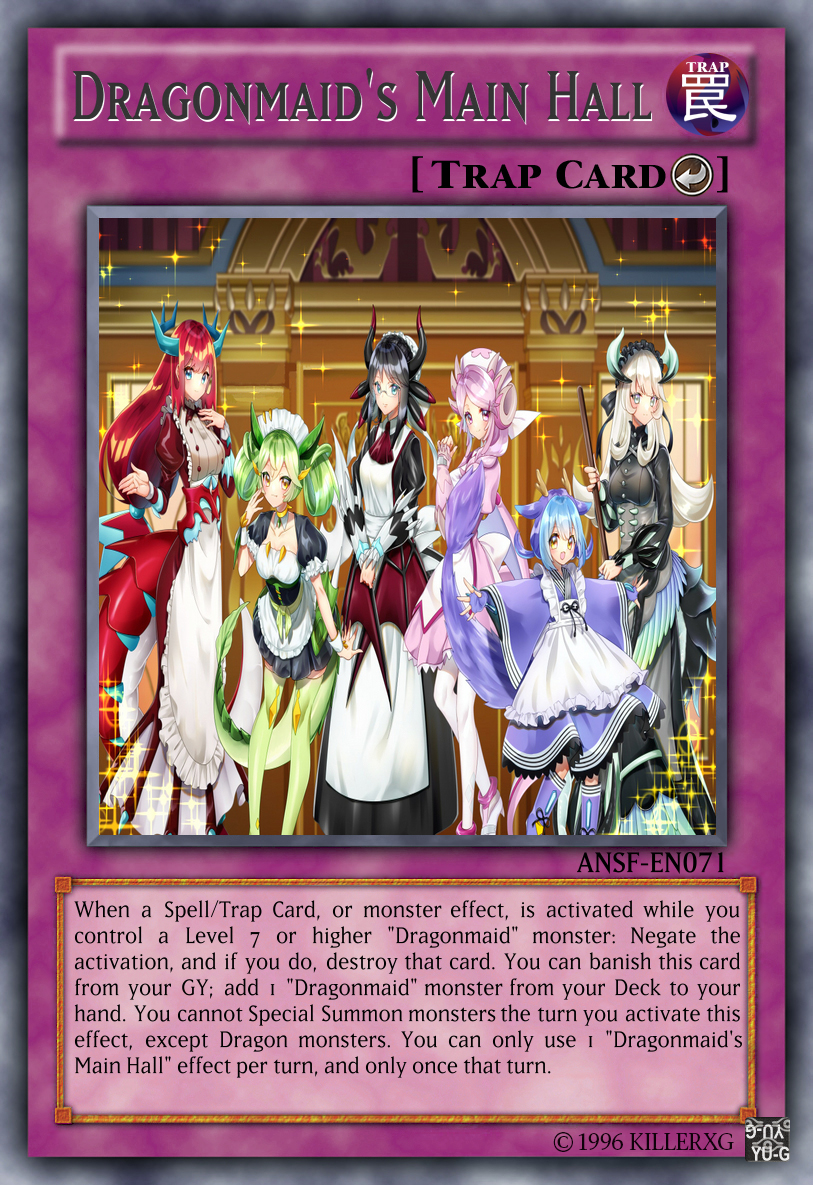 Dragonmaid's Main Hall
TRAP
罠
[ Trap Card ]
ANSF-EN071
When a Spell/Trap Card, or monster effect, is activated while you
control a Level 7 or higher "Dragonmaid" monster: Negate the
activation, and if you do, destroy that card. You can banish this card
from your GY; add 1 "Dragonmaid" monster from your Deck to your
hand. You cannot Special Summon monsters the turn you activate this
effect, except Dragon monsters. You can only use 1 "Dragonmaid's
Main Hall" effect per turn, and only once that turn.
© 1996 KILLERXG
YU-G